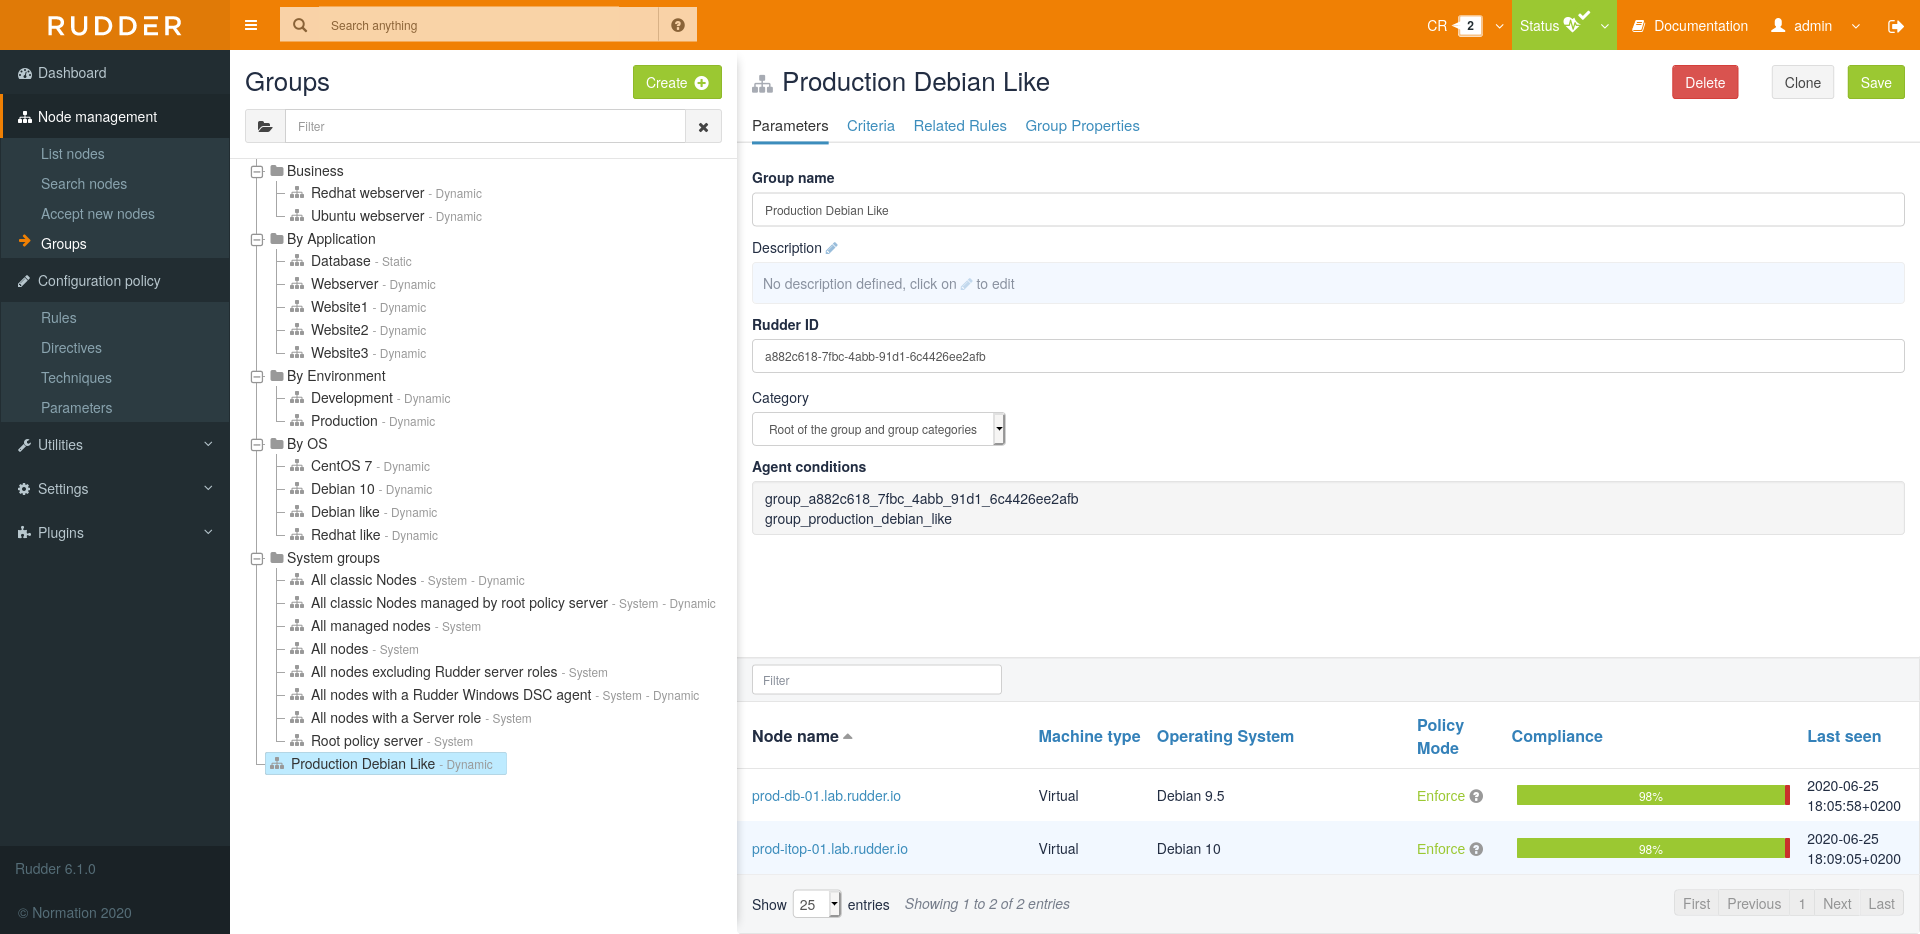 RUDDER
Search anything
CR 2
Status
Documentation
admin
Dashboard
Node management
List nodes
Search nodes
Accept new nodes
Groups
Configuration policy
Rules
Directives
Techniques
Parameters
Utilities
Settings
Plugins
Rudder 6.1.0
© Normation 2020
Groups
Create
Filter
Business
Redhat webserver - Dynamic
Ubuntu webserver - Dynamic
By Application
Database - Static
Webserver - Dynamic
Website1 - Dynamic
Website2 - Dynamic
Website3 - Dynamic
By Environment
Development - Dynamic
Production - Dynamic
By OS
CentOS 7 - Dynamic
Debian 10 - Dynamic
Debian like - Dynamic
Redhat like - Dynamic
System groups
All classic Nodes - System - Dynamic
All classic Nodes managed by root policy server - System - Dynamic
All managed nodes - System
All nodes - System
All nodes excluding Rudder server roles - System
All nodes with a Rudder Windows DSC agent - System - Dynamic
All nodes with a Server role - System
Root policy server - System
Production Debian Like - Dynamic
Production Debian Like
Delete
Clone
Save
Parameters Criteria Related Rules Group Properties
Group name
Production Debian Like
Description
No description defined, click on to edit
Rudder ID
a882c618-7fbc-4abb-91d1-6c4426ee2afb
Category
Root of the group and group categories
Agent conditions
group_a882c618_7fbc_4abb_91d1_6c4426ee2afb
group_production_debian_like
Filter
Node name Machine type Operating System Policy Mode Compliance Last seen
prod-db-01.lab.rudder.io Virtual Debian 9.5 Enforce 98% 2020-06-25 18:05:58+0200
prod-itop-01.lab.rudder.io Virtual Debian 10 Enforce 98% 2020-06-25 18:09:05+0200
Show 25 entries Showing 1 to 2 of 2 entries
First Previous 1 Next Last